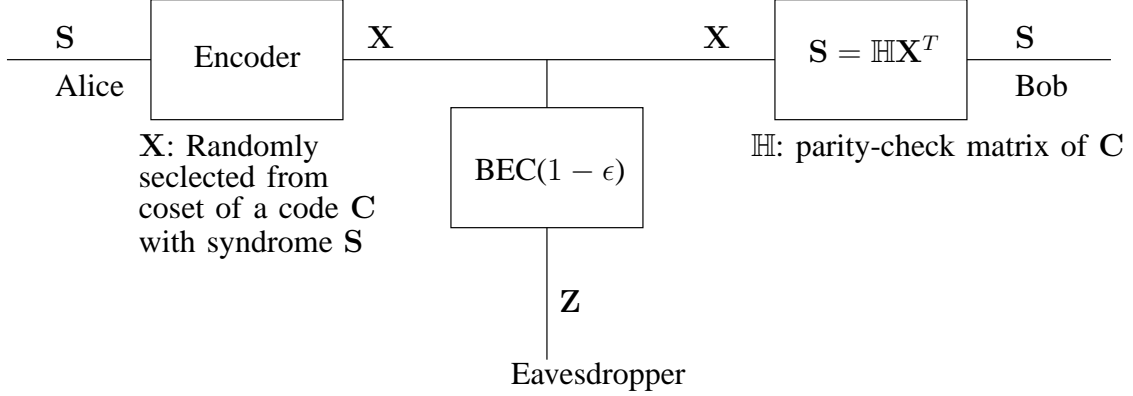 S
Alice
Encoder
X
X
S = ℍX^T
S
Bob
X: Randomly
seclected from
coset of a code C
with syndrome S
BEC(1 − ϵ)
ℍ: parity-check matrix of C
Z
Eavesdropper